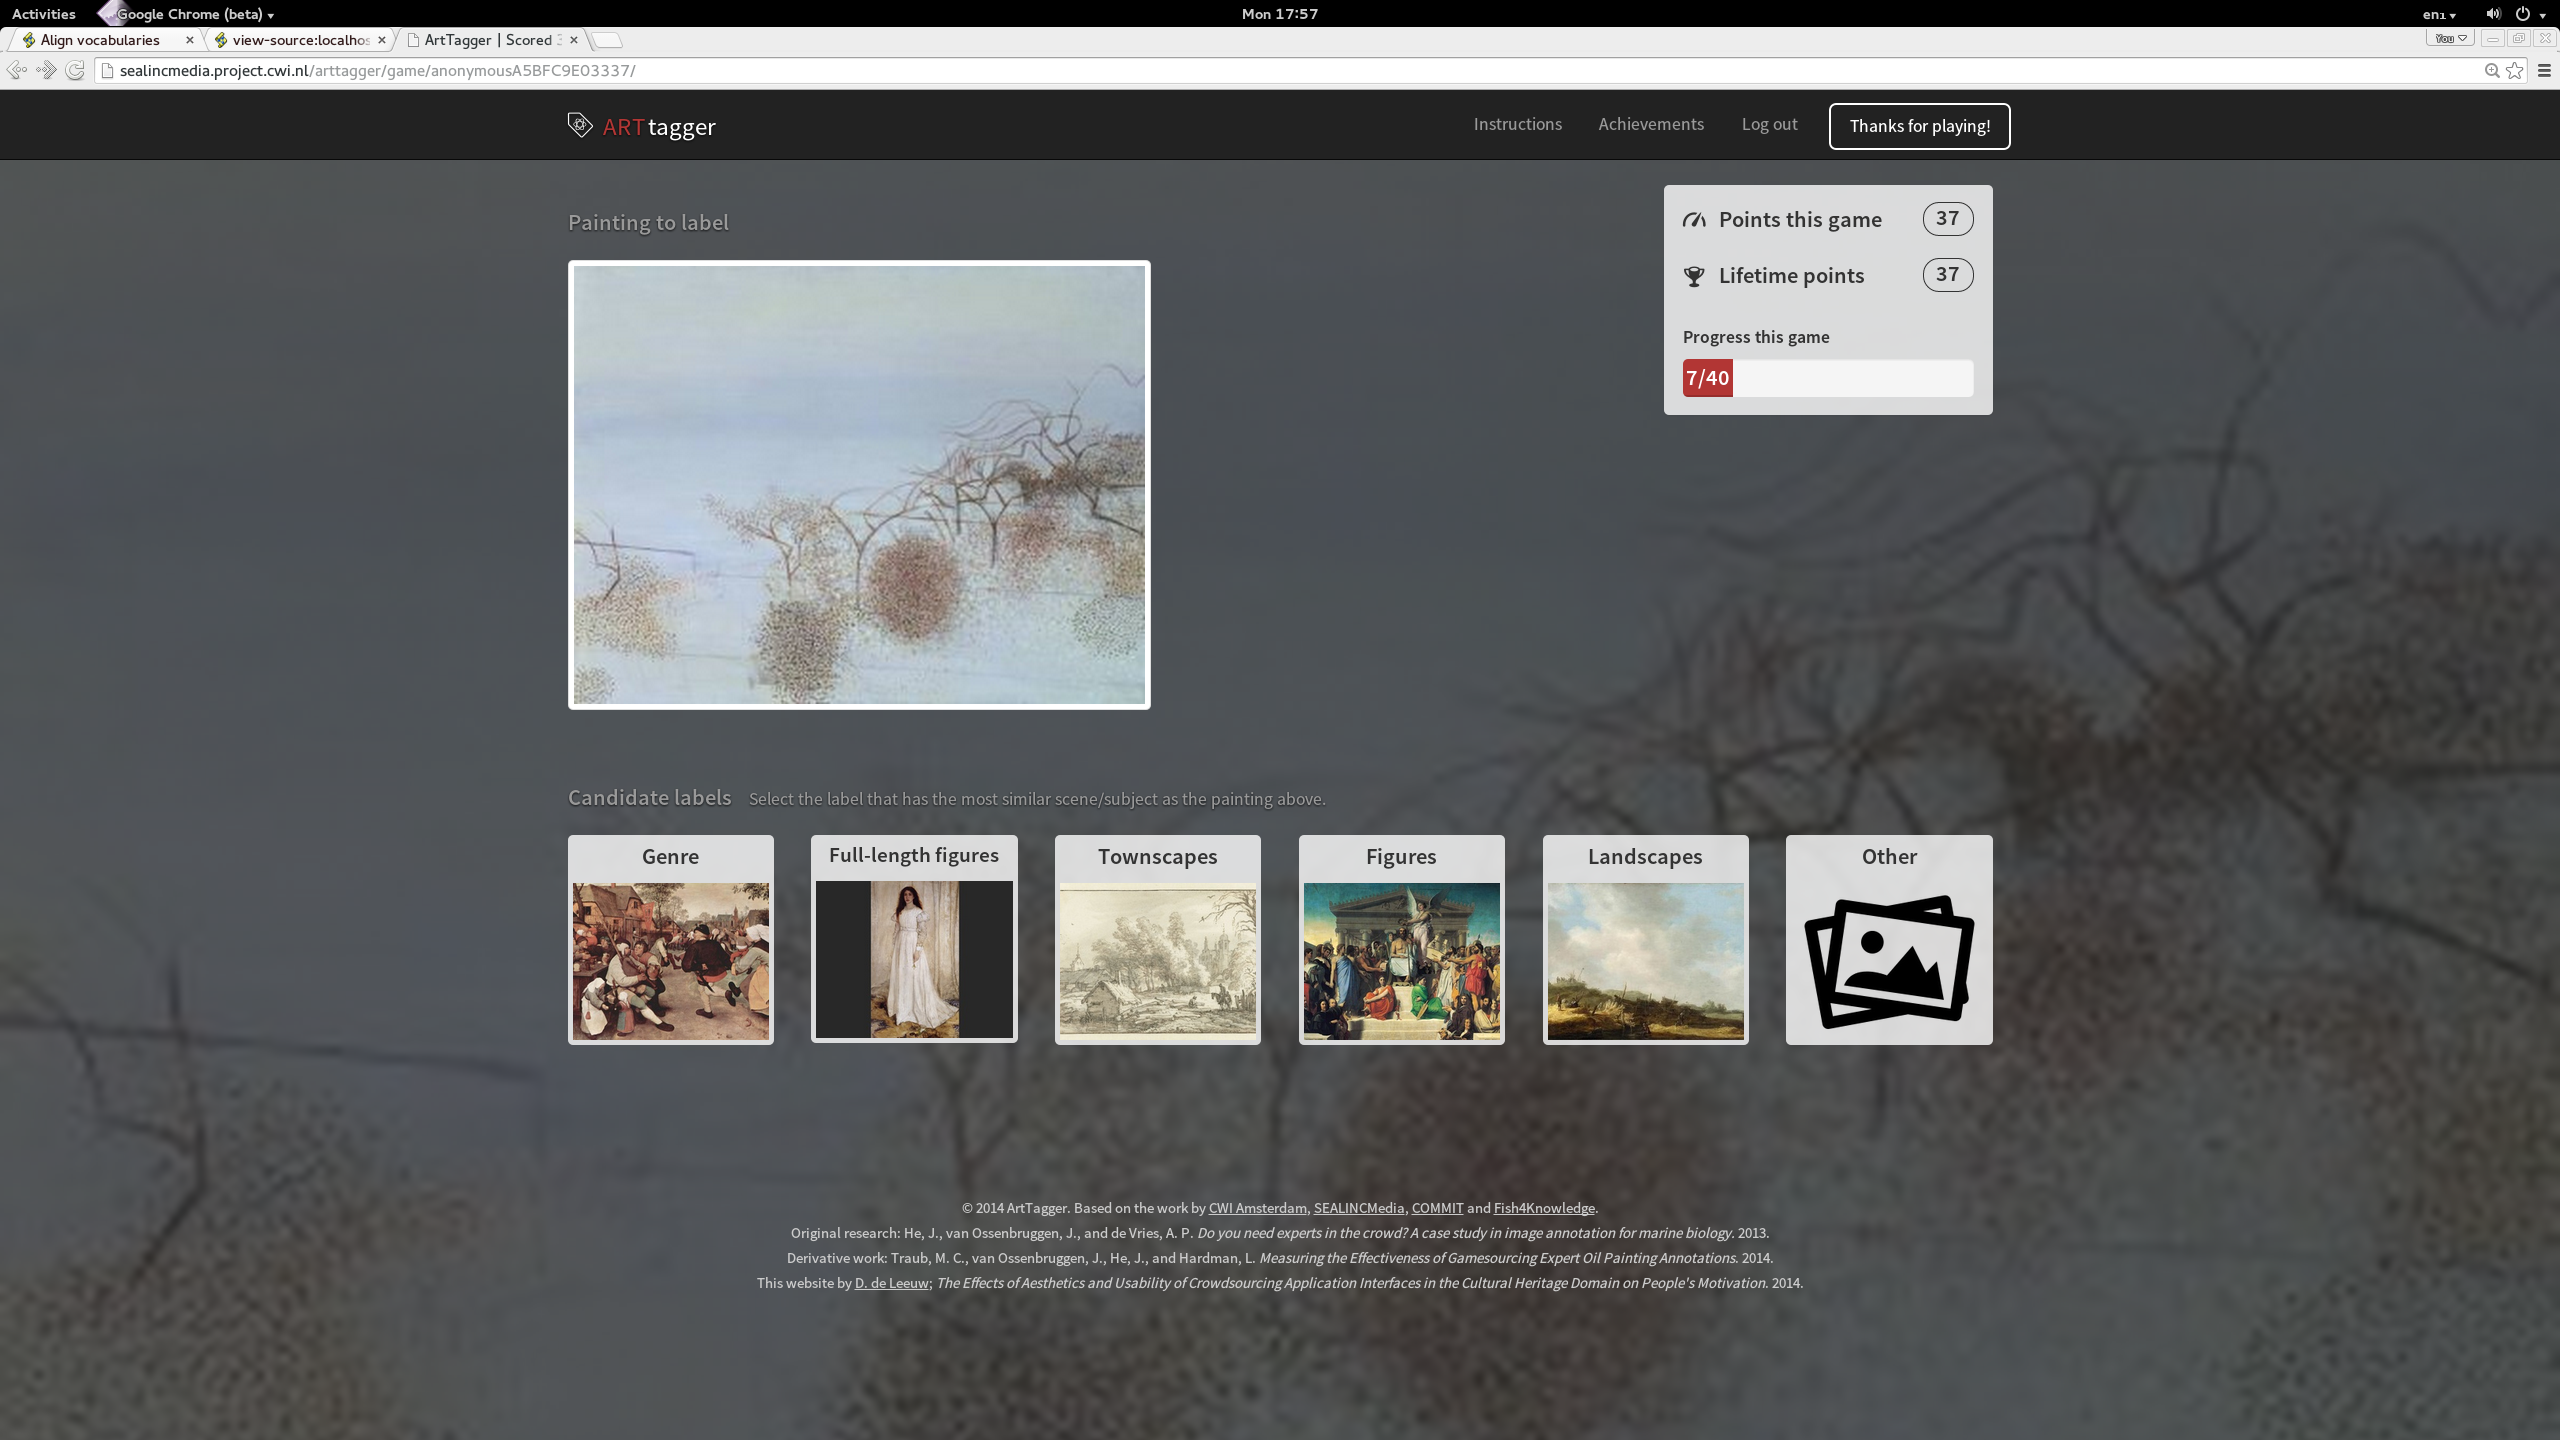 Activities Google Chrome (beta) Mon 17:57 en₁
Align vocabularies view-source:localhos ArtTagger | Scored You
sealincmedia.project.cwi.nl/arttagger/game/anonymousA5BFC9E03337/
ARTtagger Instructions Achievements Log out Thanks for playing!
Painting to label
Points this game 37
Lifetime points 37
Progress this game
7/40
Candidate labels Select the label that has the most similar scene/subject as the painting above.
Genre Full-length figures Townscapes Figures Landscapes Other
© 2014 ArtTagger. Based on the work by CWI Amsterdam, SEALINCMedia, COMMIT and Fish4Knowledge.
Original research: He, J., van Ossenbruggen, J., and de Vries, A. P. Do you need experts in the crowd? A case study in image annotation for marine biology. 2013.
Derivative work: Traub, M. C., van Ossenbruggen, J., He, J., and Hardman, L. Measuring the Effectiveness of Gamesourcing Expert Oil Painting Annotations. 2014.
This website by D. de Leeuw; The Effects of Aesthetics and Usability of Crowdsourcing Application Interfaces in the Cultural Heritage Domain on People's Motivation. 2014.